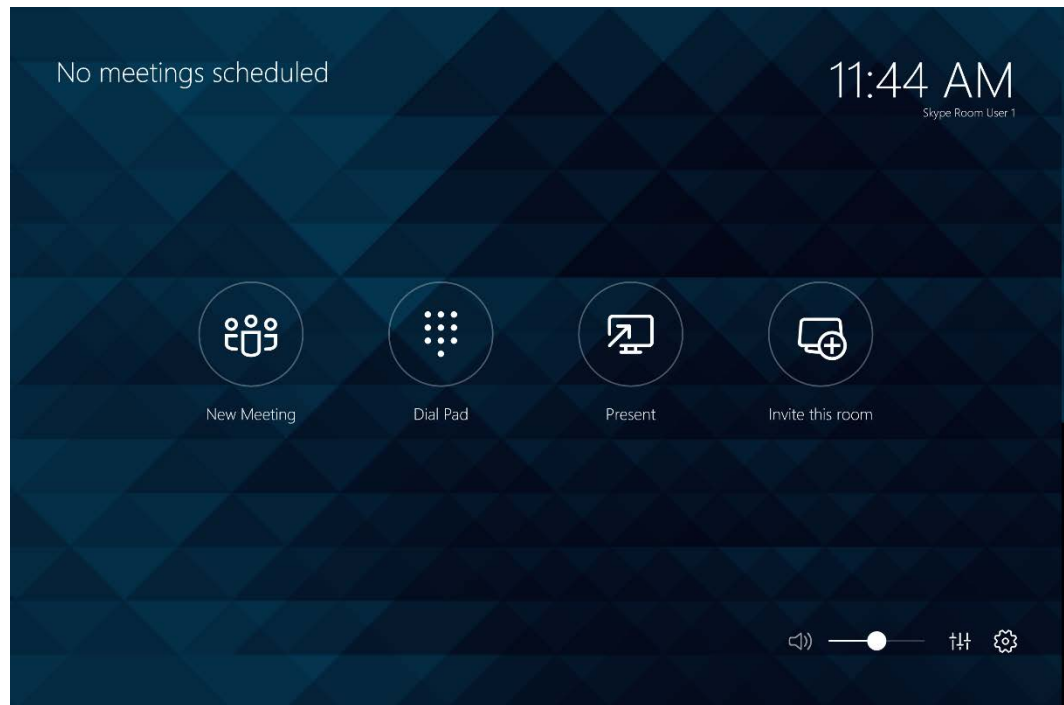 No meetings scheduled
11:44 AM
Skype Room User 1
New Meeting
Dial Pad
Present
Invite this room